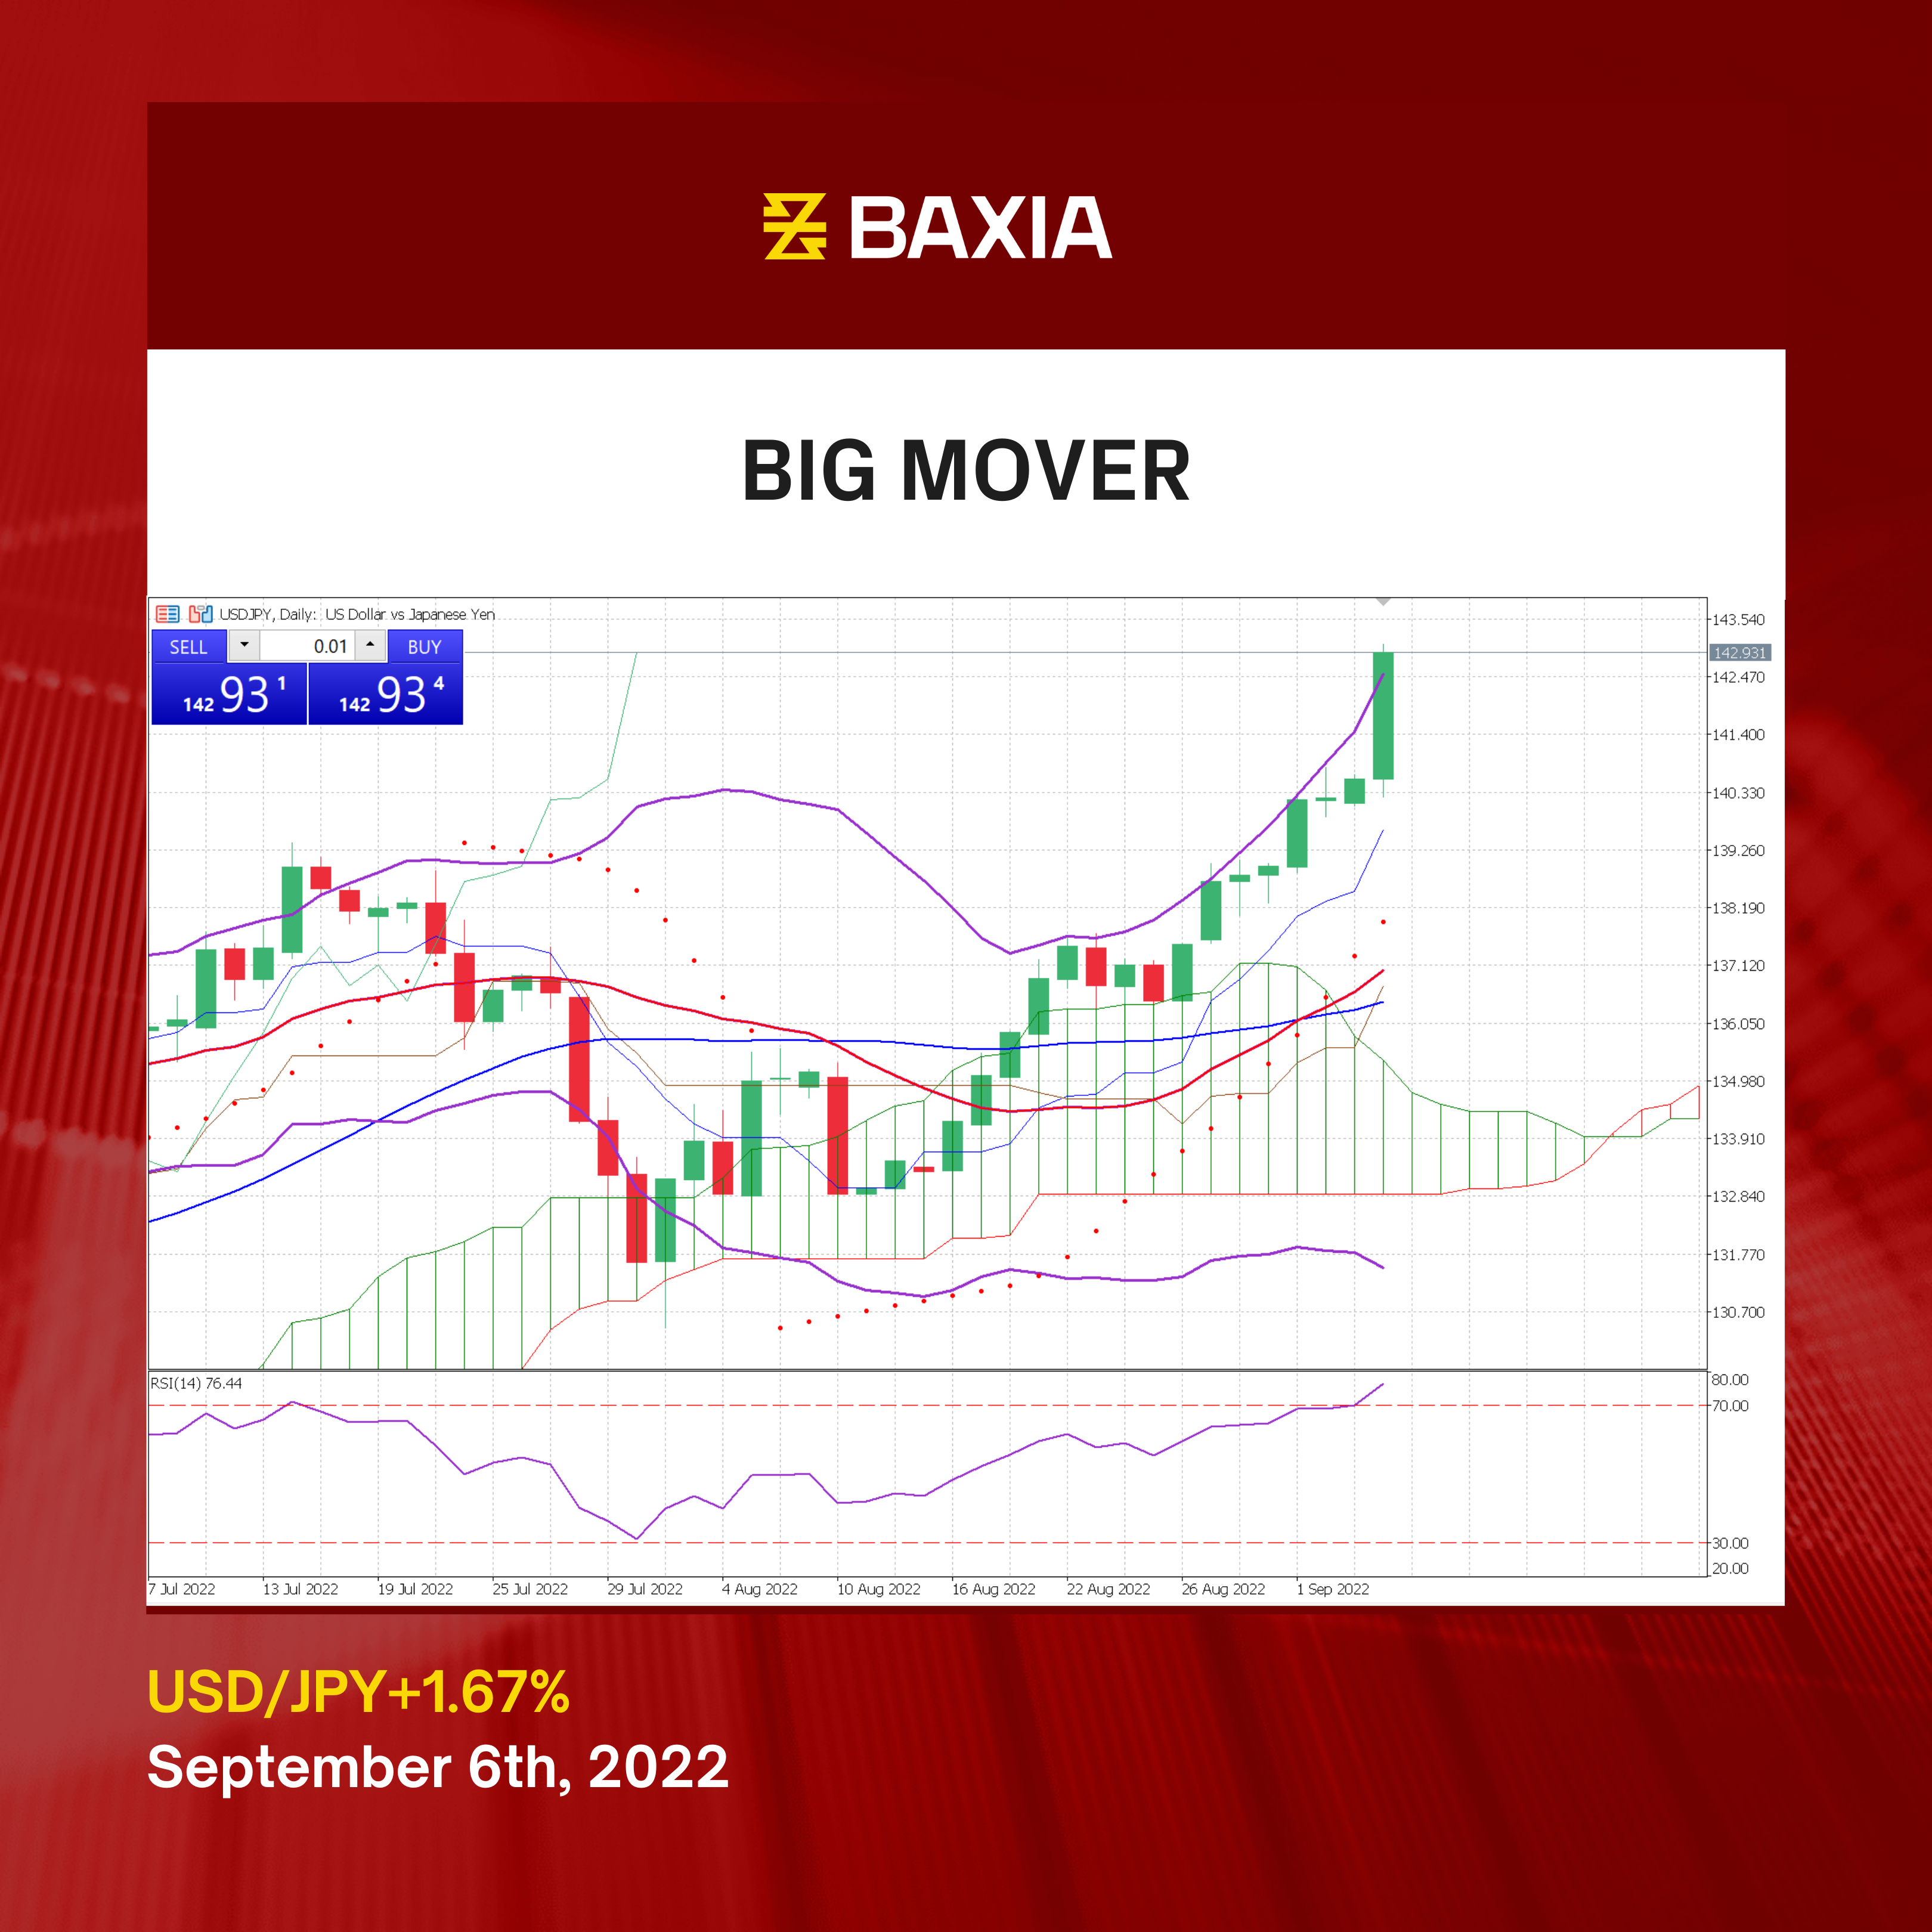 BAXIA
BIG MOVER
USDJPY, Daily: US Dollar vs Japanese Yen
SELL 0.01 BUY
142 93 1 142 93 4
143.540
142.931
142.470
141.400
140.330
139.260
138.190
137.120
136.050
134.980
133.910
132.840
131.770
130.700
RSI(14) 76.44
80.00
70.00
30.00
20.00
7 Jul 2022 13 Jul 2022 19 Jul 2022 25 Jul 2022 29 Jul 2022 4 Aug 2022 10 Aug 2022 16 Aug 2022 22 Aug 2022 26 Aug 2022 1 Sep 2022
USD/JPY+1.67%
September 6th, 2022